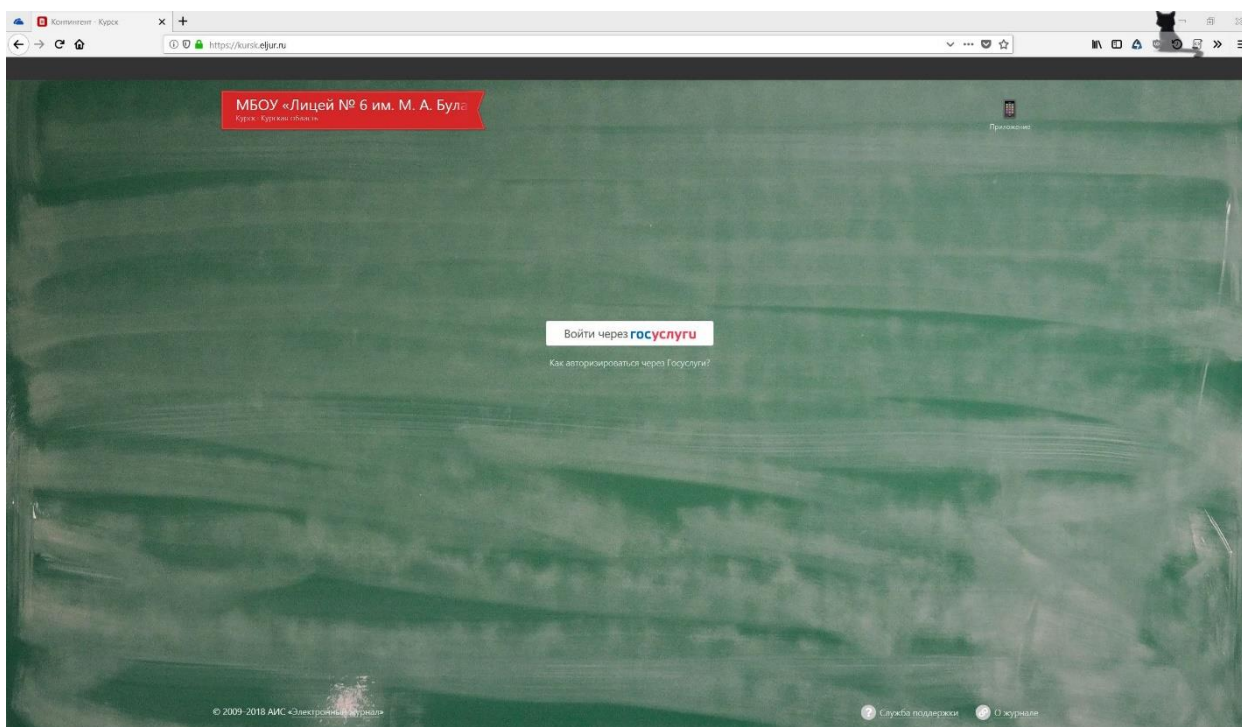 Контингент - Курск
https://kursk.eljur.ru
МБОУ «Лицей № 6 им. М. А. Була
Курск · Курская область
Приложение
Войти через госуслуги
Как авторизироваться через Госуслуги?
© 2009-2018 АИС «Электронный журнал»
Служба поддержки
О журнале